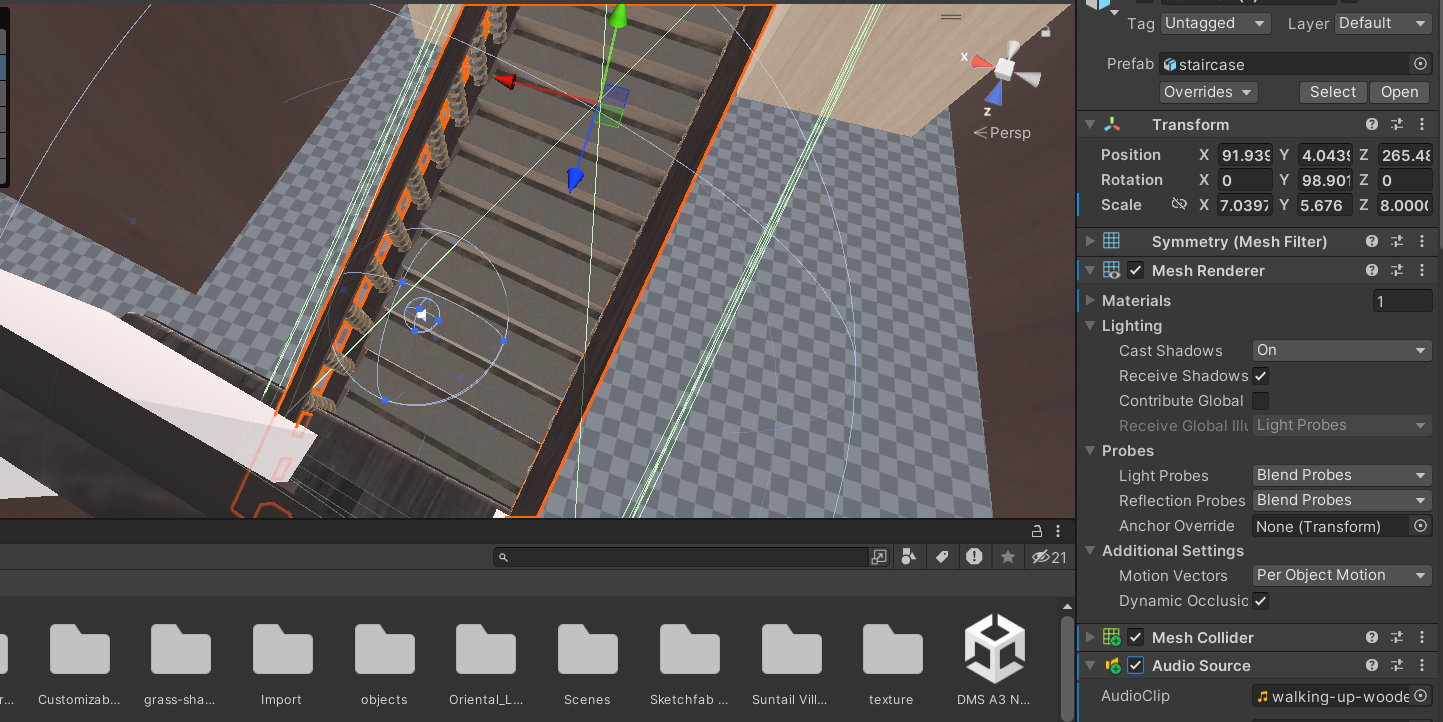 Tag Untagged Layer Default
x
z
Persp
Prefab staircase
Overrides Select Open
Transform
Position X 91.939 Y 4.0439 Z 265.48
Rotation X 0 Y 98.901 Z 0
Scale X 7.0397 Y 5.676 Z 8.0000
Symmetry (Mesh Filter)
Mesh Renderer
Materials 1
Lighting
Cast Shadows On
Receive Shadows
Contribute Global
Receive Global Illu Light Probes
Probes
Light Probes Blend Probes
Reflection Probes Blend Probes
Anchor Override None (Transform)
Additional Settings
Motion Vectors Per Object Motion
Dynamic Occlusic
Mesh Collider
Audio Source
AudioClip walking-up-woode
21
r... Customizab... grass-sha... Import objects Oriental_L... Scenes Sketchfab ... Suntail Vill... texture DMS A3 N...